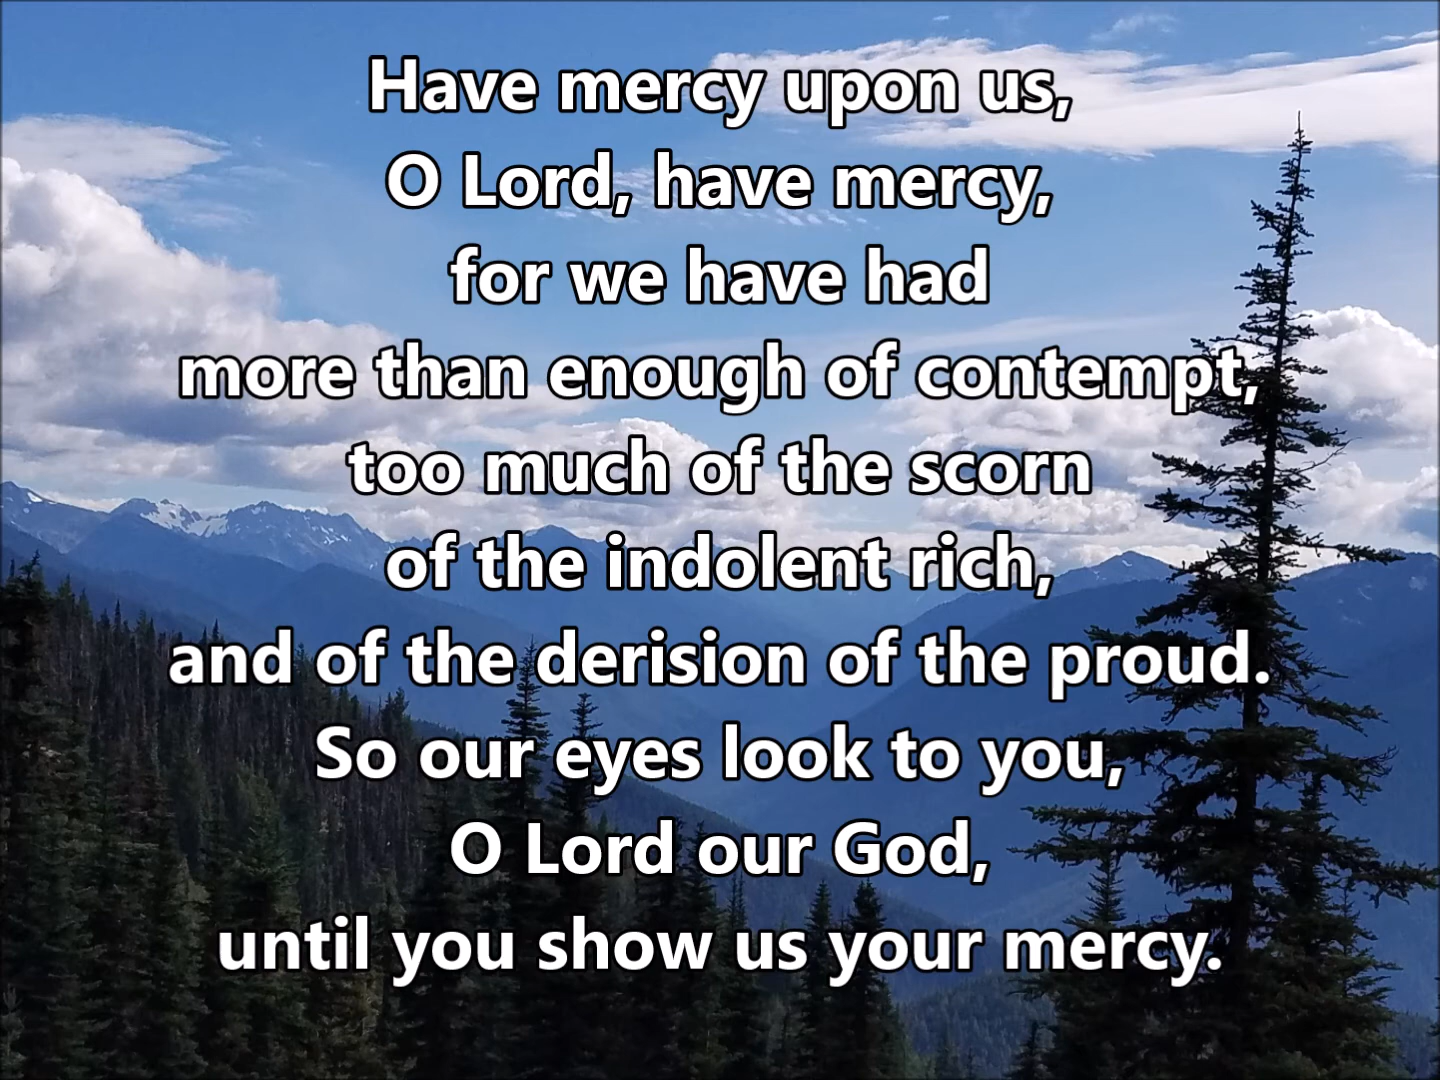 Have mercy upon us,
O Lord, have mercy,
for we have had
more than enough of contempt,
too much of the scorn
of the indolent rich,
and of the derision of the proud.
So our eyes look to you,
O Lord our God,
until you show us your mercy.